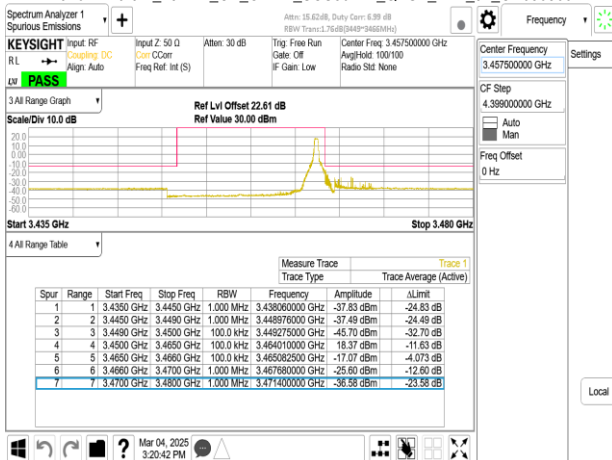 Spectrum Analyzer 1
Spurious Emissions
Attn: 15.62dB, Duty Corr: 6.99 dB
RBW Trans:1.76dB(3449~3466MHz)
Frequency
KEYSIGHT
RL
PASS
Input: RF
Coupling: DC
Align: Auto
Input Z: 50 Ω
Corr CCorr
Freq Ref: Int (S)
Atten: 30 dB
Trig: Free Run
Gate: Off
IF Gain: Low
Center Freq: 3.457500000 GHz
Avg|Hold: 100/100
Radio Std: None
Center Frequency
3.457500000 GHz
Settings
CF Step
4.399000000 GHz
Auto
Man
Freq Offset
0 Hz
3 All Range Graph
Scale/Div 10.0 dB
Ref Lvl Offset 22.61 dB
Ref Value 30.00 dBm
20.0
10.0
0.00
-10.0
-20.0
-30.0
-40.0
-50.0
-60.0
Start 3.435 GHz
Stop 3.480 GHz
4 All Range Table
Measure Trace Trace 1
Trace Type Trace Average (Active)
Spur Range Start Freq Stop Freq RBW Frequency Amplitude ΔLimit
1 1 3.4350 GHz 3.4450 GHz 1.000 MHz 3.438060000 GHz -37.83 dBm -24.83 dB
2 2 3.4450 GHz 3.4490 GHz 1.000 MHz 3.448976000 GHz -37.49 dBm -24.49 dB
3 3 3.4490 GHz 3.4500 GHz 100.0 kHz 3.449275000 GHz -45.70 dBm -32.70 dB
4 4 3.4500 GHz 3.4650 GHz 100.0 kHz 3.464010000 GHz 18.37 dBm -11.63 dB
5 5 3.4650 GHz 3.4660 GHz 100.0 kHz 3.465082500 GHz -17.07 dBm -4.073 dB
6 6 3.4660 GHz 3.4700 GHz 1.000 MHz 3.467680000 GHz -25.60 dBm -12.60 dB
7 7 3.4700 GHz 3.4800 GHz 1.000 MHz 3.471400000 GHz -36.58 dBm -23.58 dB
Local
Mar 04, 2025
3:20:42 PM